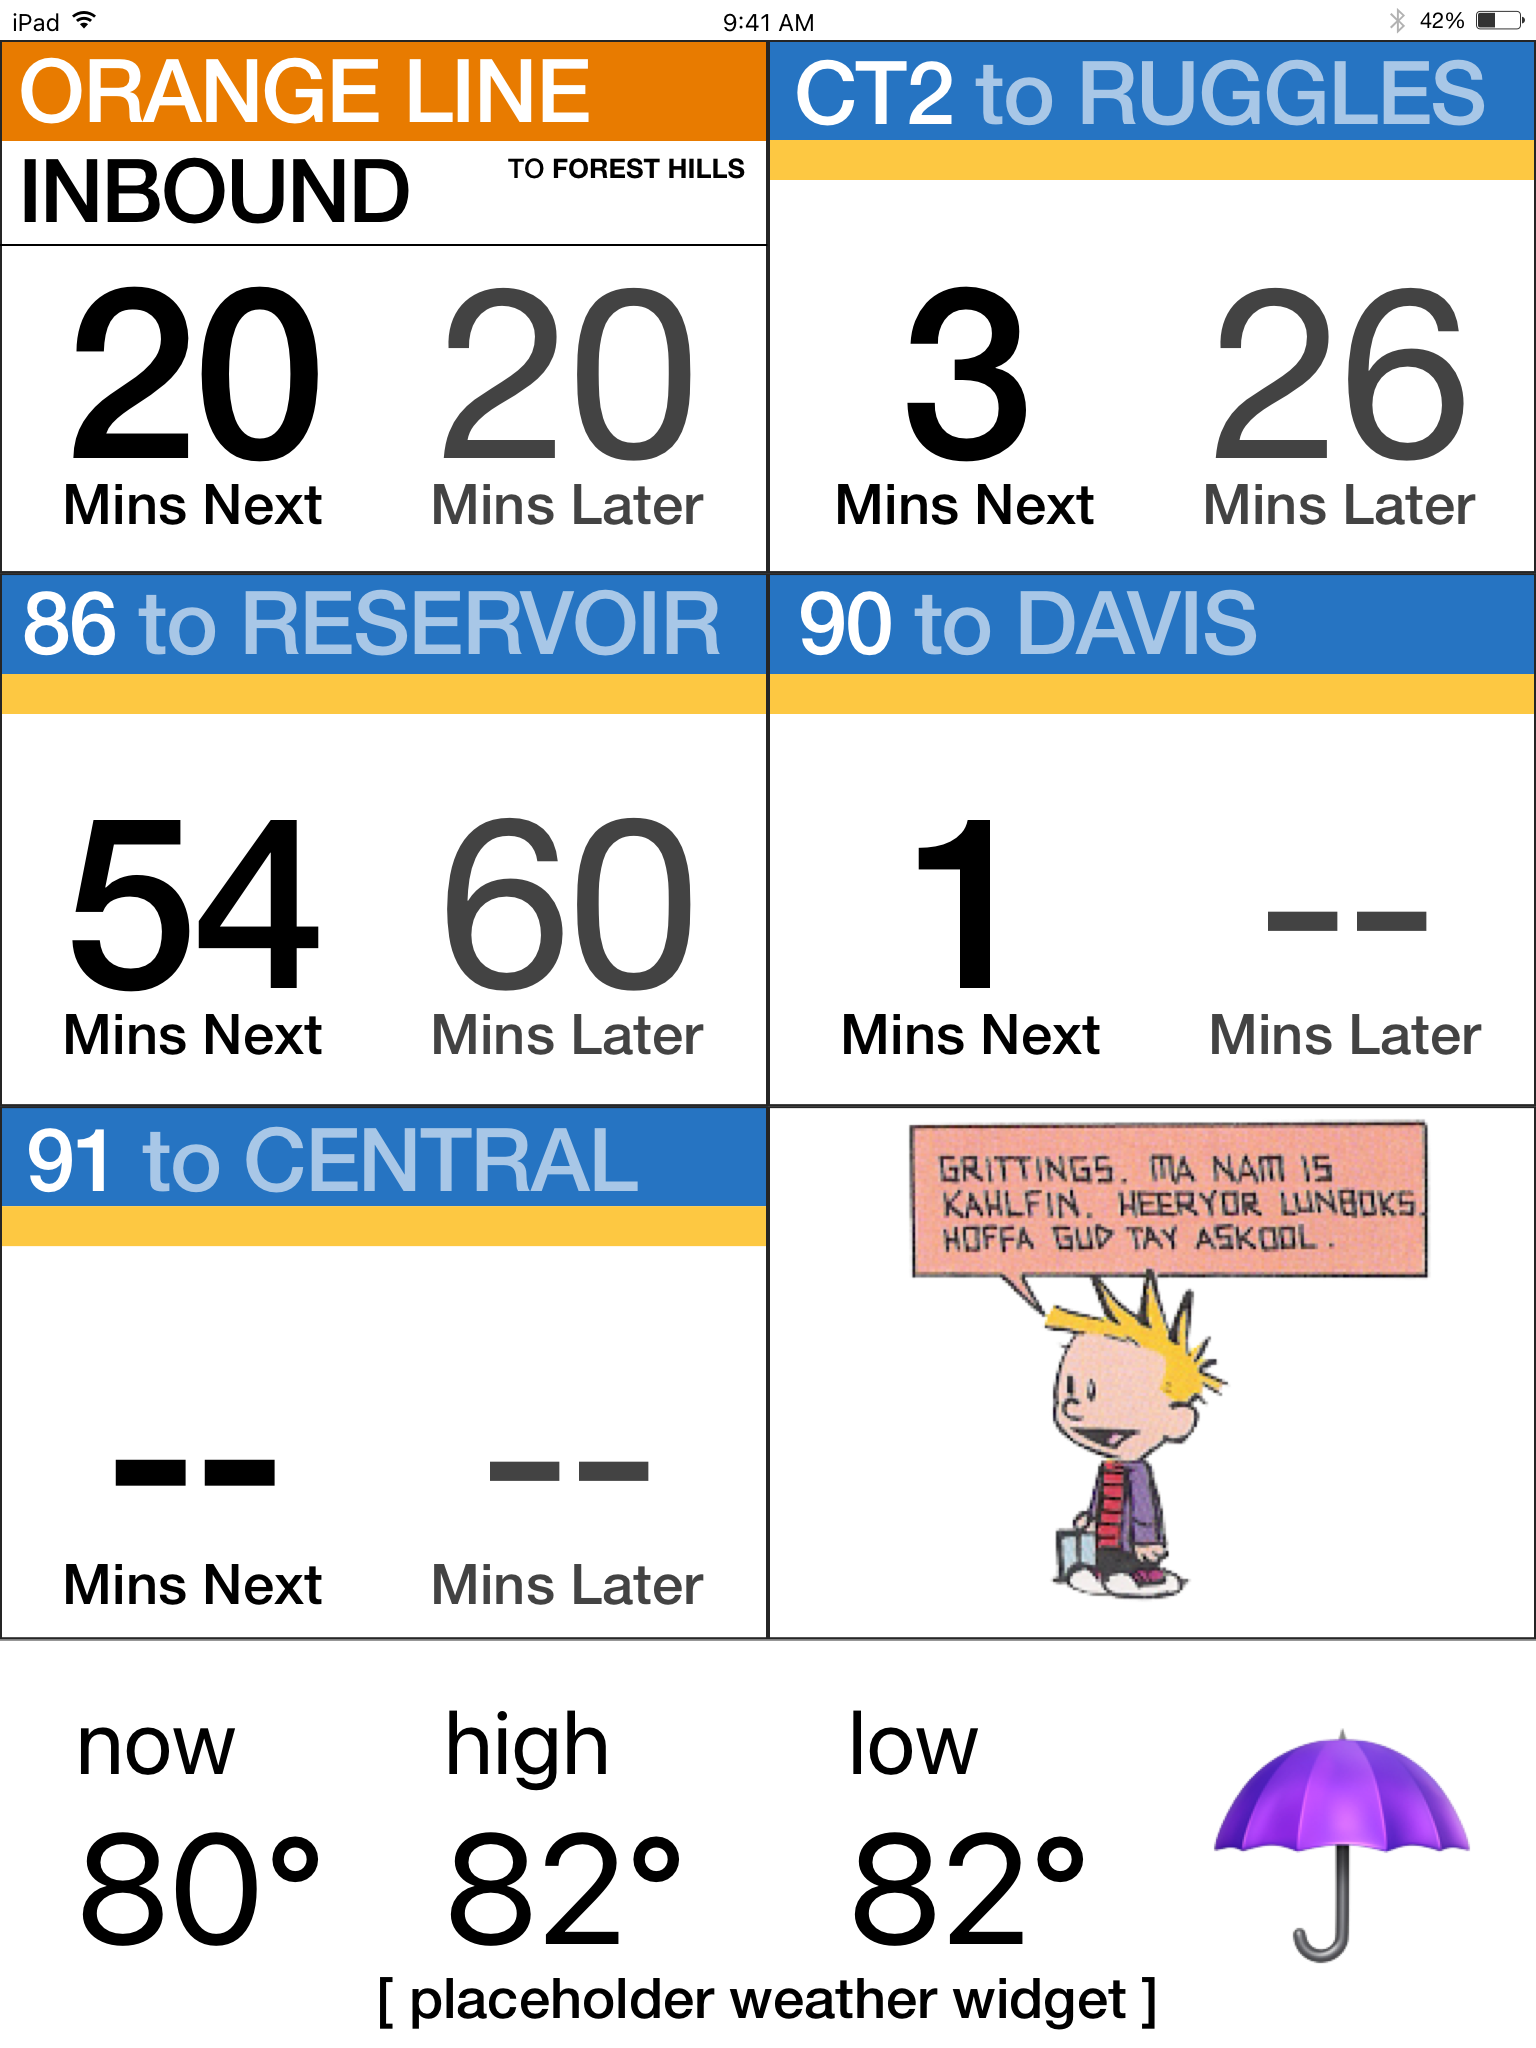 iPad 9:41 AM 42%
ORANGE LINE
INBOUND TO FOREST HILLS
20 20
Mins Next Mins Later
CT2 to RUGGLES
3 26
Mins Next Mins Later
86 to RESERVOIR
54 60
Mins Next Mins Later
90 to DAVIS
1 --
Mins Next Mins Later
91 to CENTRAL
-- --
Mins Next Mins Later
GRITTINGS. MA NAM IS
KAHLFIN. HEERYOR LUNBOKS.
HOFFA GUD TAY ASKOOL.
now high low
80° 82° 82°
[ placeholder weather widget ]